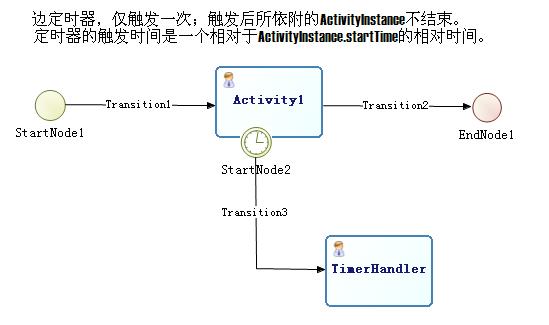 边定时器，仅触发一次；触发后所依附的ActivityInstance不结束。
定时器的触发时间是一个相对于ActivityInstance.startTime的相对时间。
Activity1
Transition1
Transition2
StartNode1
EndNode1
StartNode2
Transition3
TimerHandler